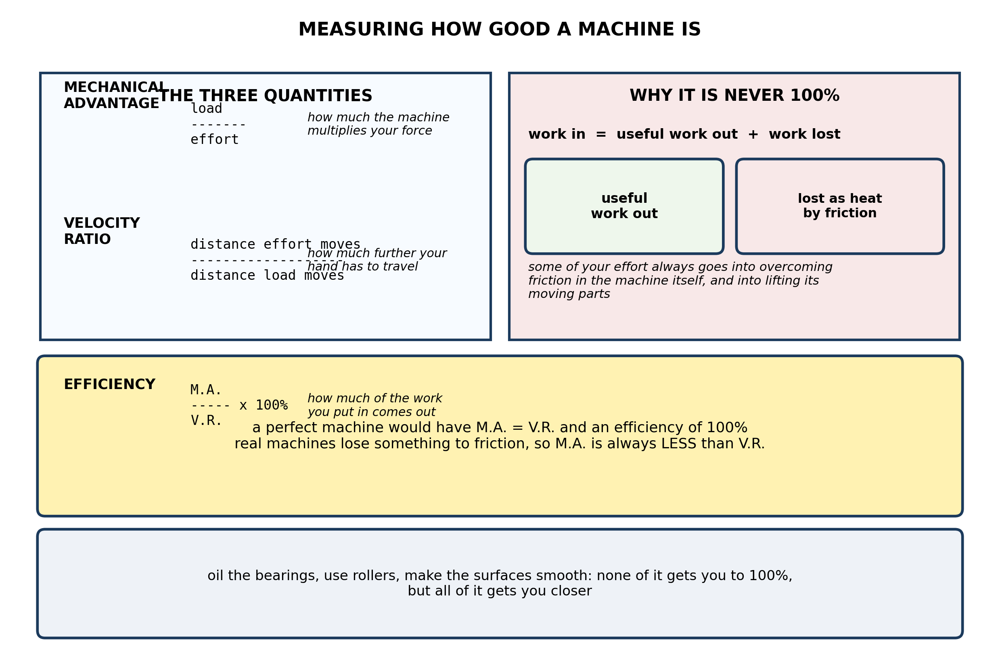 MEASURING HOW GOOD A MACHINE IS
THE THREE QUANTITIES
MECHANICAL
ADVANTAGE
load
-------
effort
how much the machine
multiplies your force
VELOCITY
RATIO
distance effort moves
-------------------
distance load moves
how much further your
hand has to travel
WHY IT IS NEVER 100%
work in = useful work out + work lost
useful
work out
lost as heat
by friction
some of your effort always goes into overcoming
friction in the machine itself, and into lifting its
moving parts
EFFICIENCY
M.A.
----- x 100%
V.R.
how much of the work
you put in comes out
a perfect machine would have M.A. = V.R. and an efficiency of 100%
real machines lose something to friction, so M.A. is always LESS than V.R.
oil the bearings, use rollers, make the surfaces smooth: none of it gets you to 100%,
but all of it gets you closer